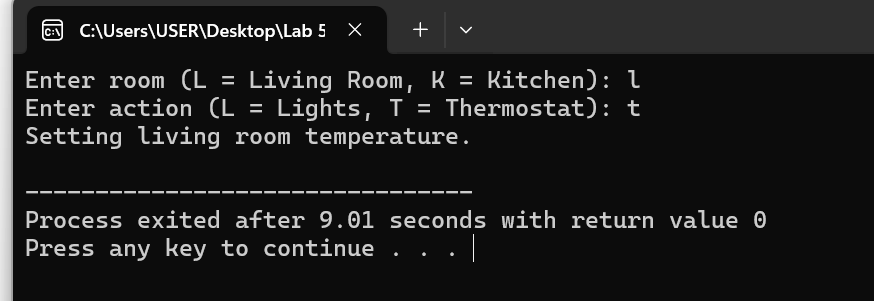 C:\Users\USER\Desktop\Lab 5
Enter room (L = Living Room, K = Kitchen): l
Enter action (L = Lights, T = Thermostat): t
Setting living room temperature.
--------------------------------
Process exited after 9.01 seconds with return value 0
Press any key to continue . . .